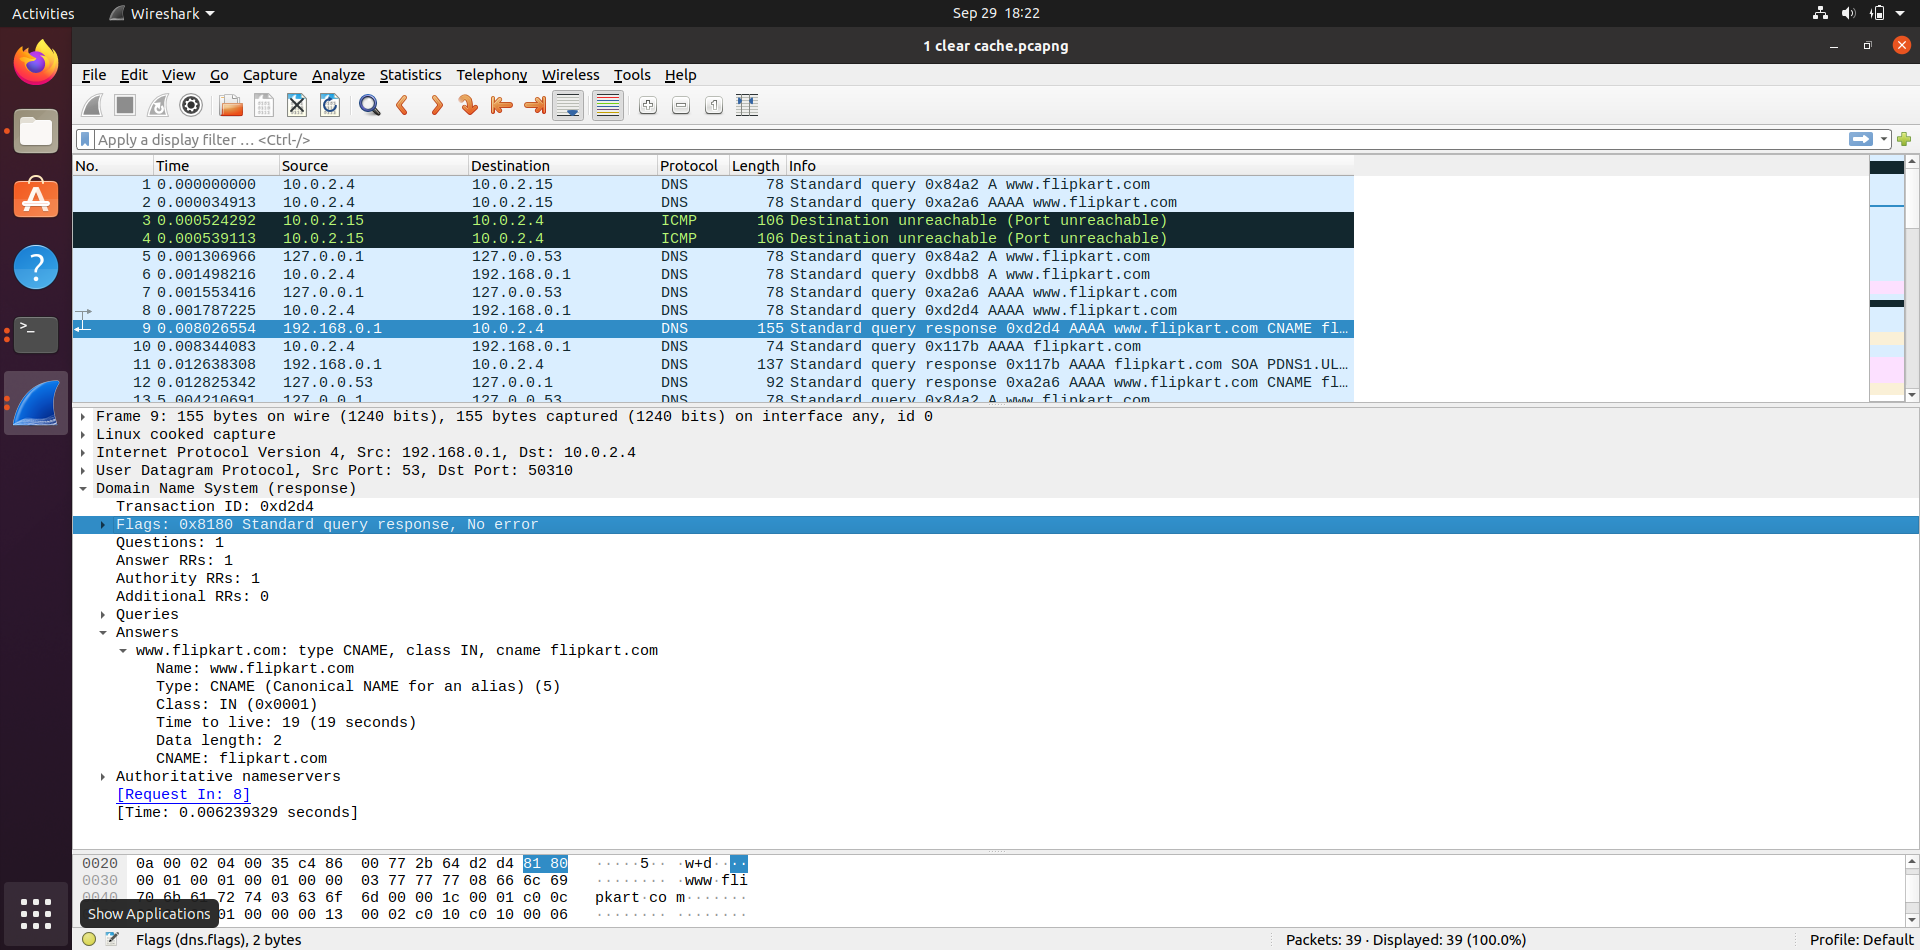 Activities Wireshark Sep 29 18:22
1 clear cache.pcapng
File Edit View Go Capture Analyze Statistics Telephony Wireless Tools Help
Apply a display filter … <Ctrl-/>
No. Time Source Destination Protocol Length Info
1 0.000000000 10.0.2.4 10.0.2.15 DNS 78 Standard query 0x84a2 A www.flipkart.com
2 0.000034913 10.0.2.4 10.0.2.15 DNS 78 Standard query 0xa2a6 AAAA www.flipkart.com
3 0.000524292 10.0.2.15 10.0.2.4 ICMP 106 Destination unreachable (Port unreachable)
4 0.000539113 10.0.2.15 10.0.2.4 ICMP 106 Destination unreachable (Port unreachable)
5 0.001306966 127.0.0.1 127.0.0.53 DNS 78 Standard query 0x84a2 A www.flipkart.com
6 0.001498216 10.0.2.4 192.168.0.1 DNS 78 Standard query 0xdbb8 A www.flipkart.com
7 0.001553416 127.0.0.1 127.0.0.53 DNS 78 Standard query 0xa2a6 AAAA www.flipkart.com
8 0.001787225 10.0.2.4 192.168.0.1 DNS 78 Standard query 0xd2d4 AAAA www.flipkart.com
9 0.008026554 192.168.0.1 10.0.2.4 DNS 155 Standard query response 0xd2d4 AAAA www.flipkart.com CNAME fl…
10 0.008344083 10.0.2.4 192.168.0.1 DNS 74 Standard query 0x117b AAAA flipkart.com
11 0.012638308 192.168.0.1 10.0.2.4 DNS 137 Standard query response 0x117b AAAA flipkart.com SOA PDNS1.UL…
12 0.012825342 127.0.0.53 127.0.0.1 DNS 92 Standard query response 0xa2a6 AAAA www.flipkart.com CNAME fl…
13 5.004210691 127.0.0.1 127.0.0.53 DNS 78 Standard query 0x84a2 A www.flipkart.com
Frame 9: 155 bytes on wire (1240 bits), 155 bytes captured (1240 bits) on interface any, id 0
Linux cooked capture
Internet Protocol Version 4, Src: 192.168.0.1, Dst: 10.0.2.4
User Datagram Protocol, Src Port: 53, Dst Port: 50310
Domain Name System (response)
Transaction ID: 0xd2d4
Flags: 0x8180 Standard query response, No error
Questions: 1
Answer RRs: 1
Authority RRs: 1
Additional RRs: 0
Queries
Answers
www.flipkart.com: type CNAME, class IN, cname flipkart.com
Name: www.flipkart.com
Type: CNAME (Canonical NAME for an alias) (5)
Class: IN (0x0001)
Time to live: 19 (19 seconds)
Data length: 2
CNAME: flipkart.com
Authoritative nameservers
[Request In: 8]
[Time: 0.006239329 seconds]
0020 0a 00 02 04 00 35 c4 86 00 77 2b 64 d2 d4 81 80 ·····5·· ·w+d····
0030 00 01 00 01 00 01 00 00 03 77 77 77 08 66 6c 69 ········ ·www·fli
0040 70 6b 61 72 74 03 63 6f 6d 00 00 1c 00 01 c0 0c pkart·co m·······
Show Applications 01 00 00 00 13 00 02 c0 10 c0 10 00 06 ········ ········
Flags (dns.flags), 2 bytes Packets: 39 · Displayed: 39 (100.0%) Profile: Default